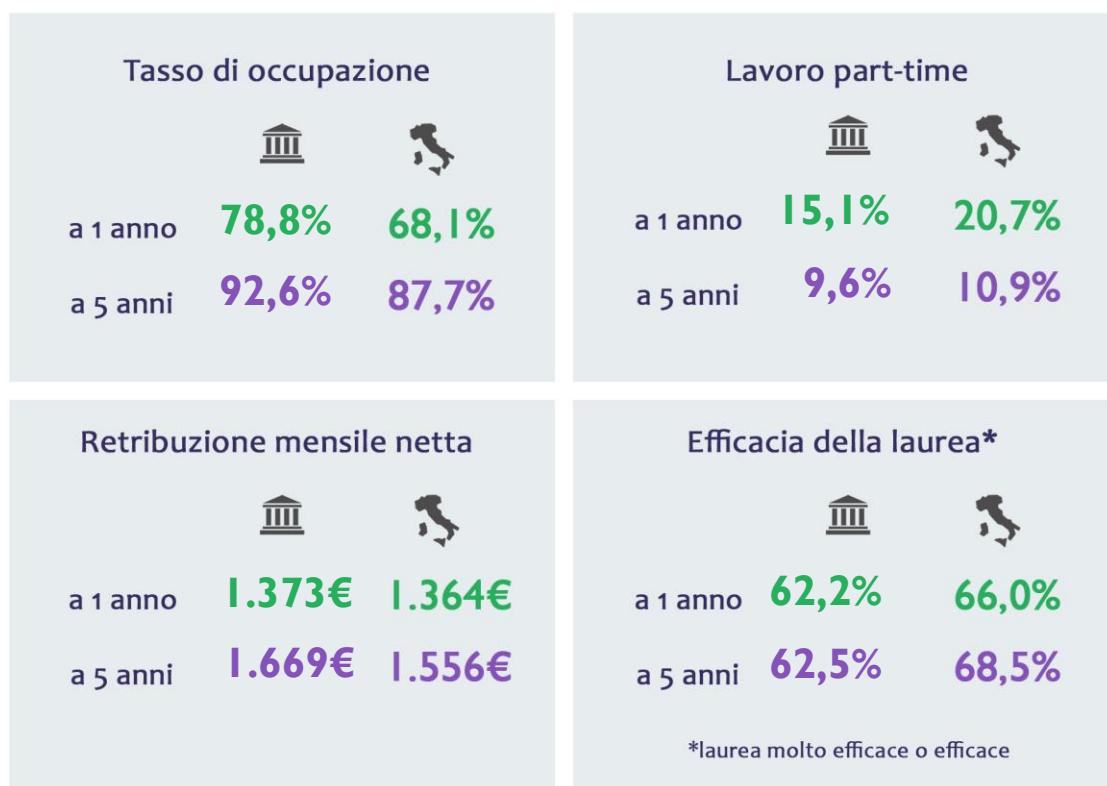 Tasso di occupazione
a 1 anno 78,8% 68,1%
a 5 anni 92,6% 87,7%
Lavoro part-time
a 1 anno 15,1% 20,7%
a 5 anni 9,6% 10,9%
Retribuzione mensile netta
a 1 anno 1.373€ 1.364€
a 5 anni 1.669€ 1.556€
Efficacia della laurea*
a 1 anno 62,2% 66,0%
a 5 anni 62,5% 68,5%
*laurea molto efficace o efficace